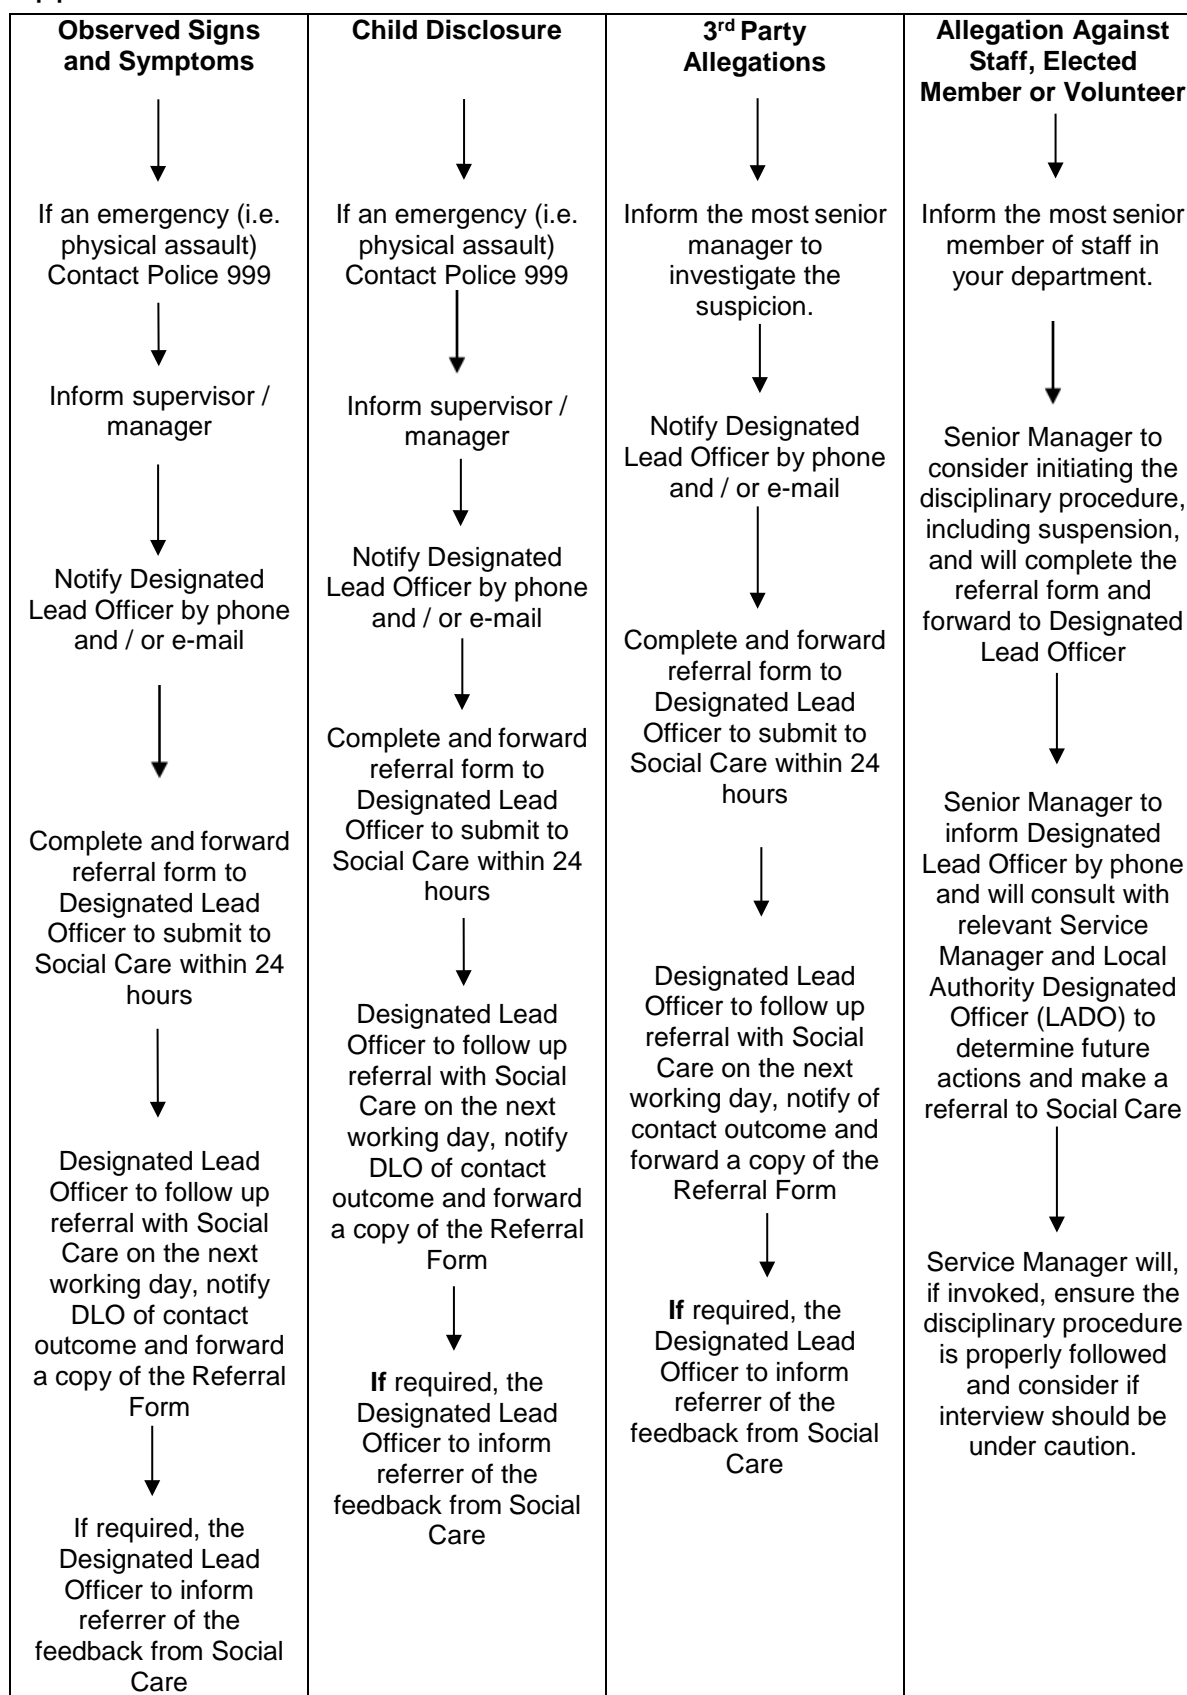 Observed Signs
and Symptoms
If an emergency (i.e.
physical assault)
Contact Police 999
Inform supervisor /
manager
Notify Designated
Lead Officer by phone
and / or e-mail
Complete and forward
referral form to
Designated Lead
Officer to submit to
Social Care within 24
hours
Designated Lead
Officer to follow up
referral with Social
Care on the next
working day, notify
DLO of contact
outcome and forward
a copy of the Referral
Form
If required, the
Designated Lead
Officer to inform
referrer of the
feedback from Social
Care
Child Disclosure
If an emergency (i.e.
physical assault)
Contact Police 999
Inform supervisor /
manager
Notify Designated
Lead Officer by phone
and / or e-mail
Complete and forward
referral form to
Designated Lead
Officer to submit to
Social Care within 24
hours
Designated Lead
Officer to follow up
referral with Social
Care on the next
working day, notify
DLO of contact
outcome and forward
a copy of the Referral
Form
If required, the
Designated Lead
Officer to inform
referrer of the
feedback from Social
Care
3rd Party
Allegations
Inform the most senior
manager to
investigate the
suspicion.
Notify Designated
Lead Officer by phone
and / or e-mail
Complete and forward
referral form to
Designated Lead
Officer to submit to
Social Care within 24
hours
Designated Lead
Officer to follow up
referral with Social
Care on the next
working day, notify of
contact outcome and
forward a copy of the
Referral Form
If required, the
Designated Lead
Officer to inform
referrer of the
feedback from Social
Care
Allegation Against
Staff, Elected
Member or Volunteer
Inform the most senior
member of staff in
your department.
Senior Manager to
consider initiating the
disciplinary procedure,
including suspension,
and will complete the
referral form and
forward to Designated
Lead Officer
Senior Manager to
inform Designated
Lead Officer by phone
and will consult with
relevant Service
Manager and Local
Authority Designated
Officer (LADO) to
determine future
actions and make a
referral to Social Care
Service Manager will,
if invoked, ensure the
disciplinary procedure
is properly followed
and consider if
interview should be
under caution.